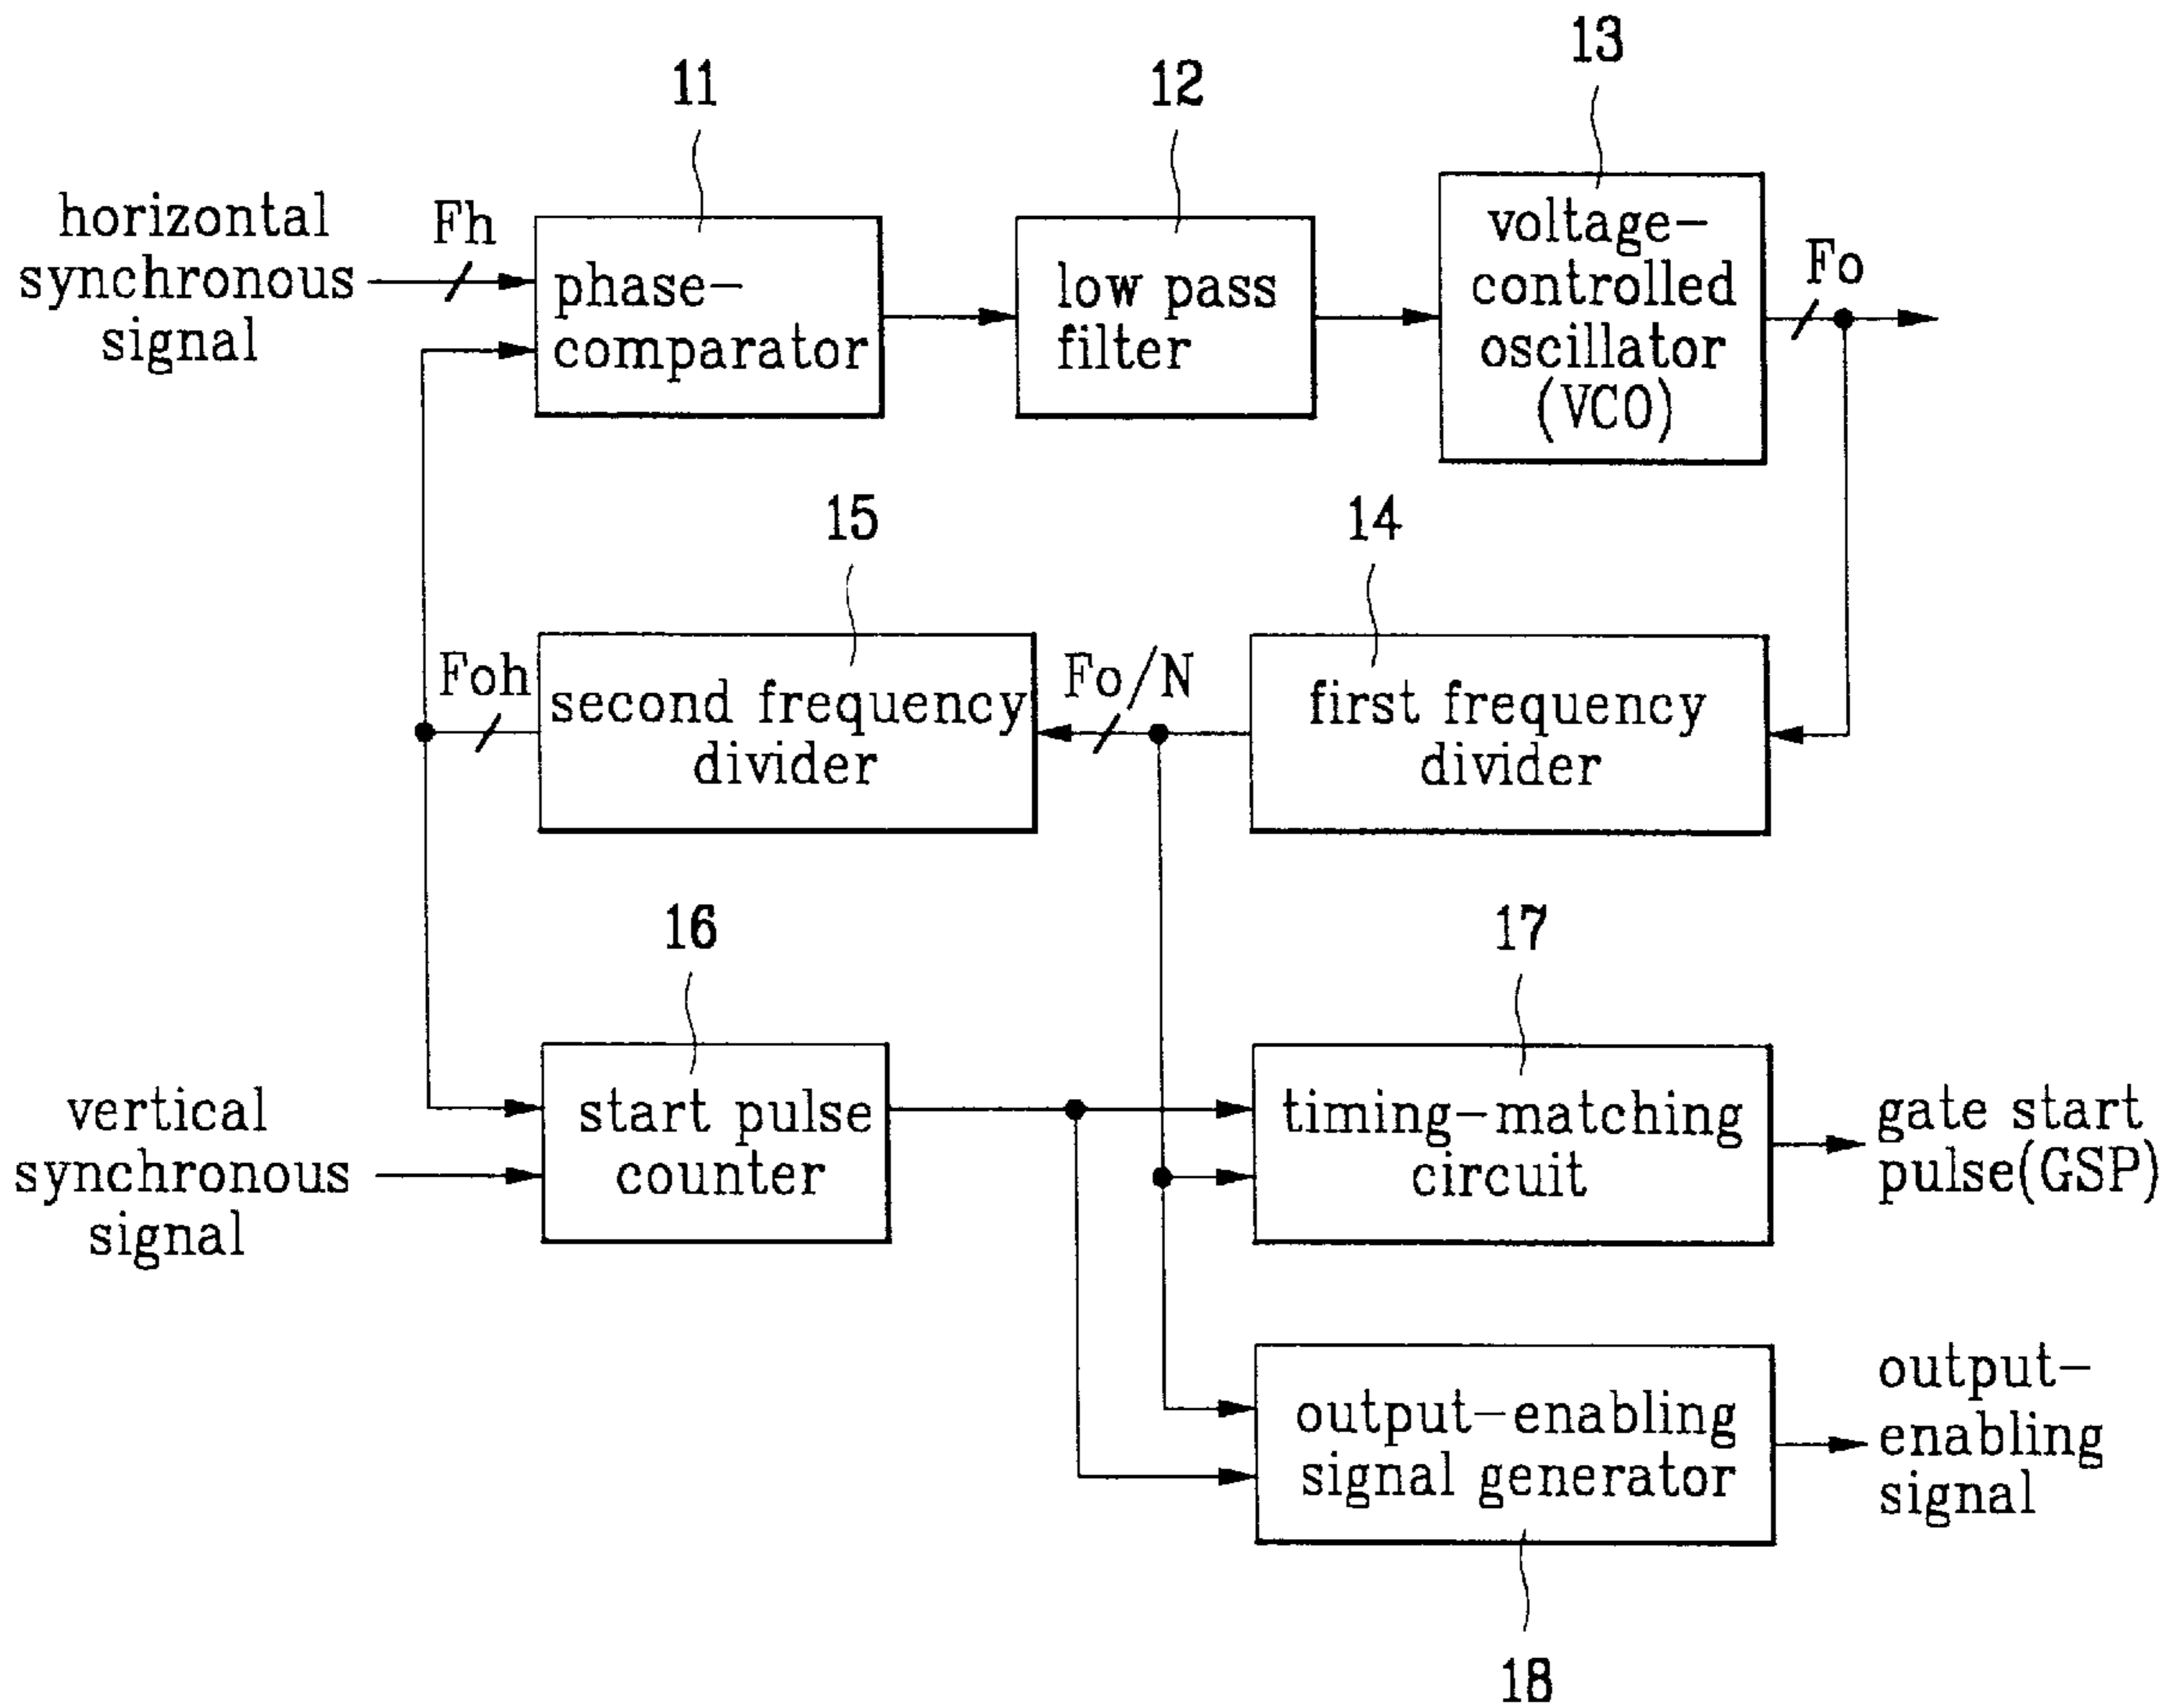 13
11
12
horizontal
synchronous
signal
Fh
phase-
comparator
low pass
filter
voltage-
controlled
oscillator
(VCO)
Fo
15
14
Foh
second frequency
divider
Fo/N
first frequency
divider
16
17
vertical
synchronous
signal
start pulse
counter
timing-matching
circuit
gate start
pulse(GSP)
output-enabling
signal generator
output-
enabling
signal
18